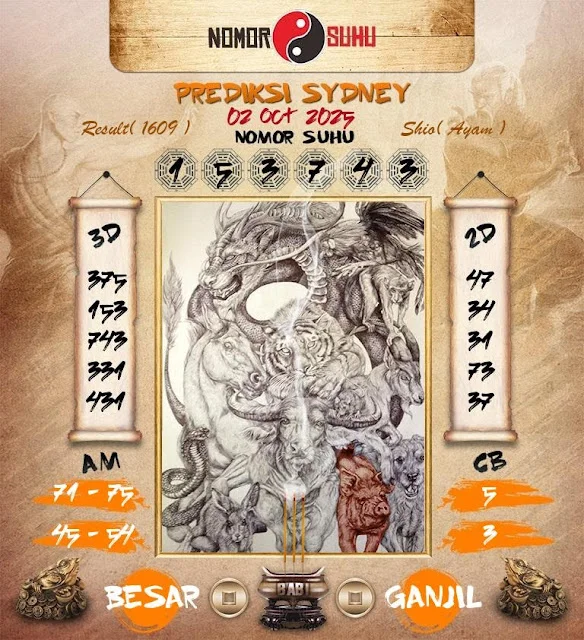 NOMOR SUHU
PREDIKSI SYDNEY
02 Oct 2025
NOMOR SUHU
Result( 1609 )
Shio( Ayam )
1 5 3 7 4 3
3D
375
153
743
331
431
2D
47
34
31
73
37
AM
71 - 75
45 - 54
CB
5
3
BESAR
BABI
GANJIL